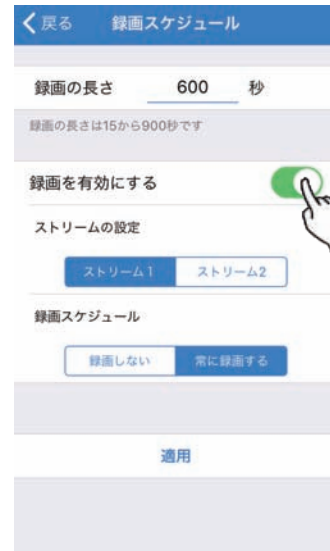 戻る 録画スケジュール
録画の長さ 600 秒
録画の長さは15から900秒です
録画を有効にする
ストリームの設定
ストリーム1 ストリーム2
録画スケジュール
録画しない 常に録画する
適用